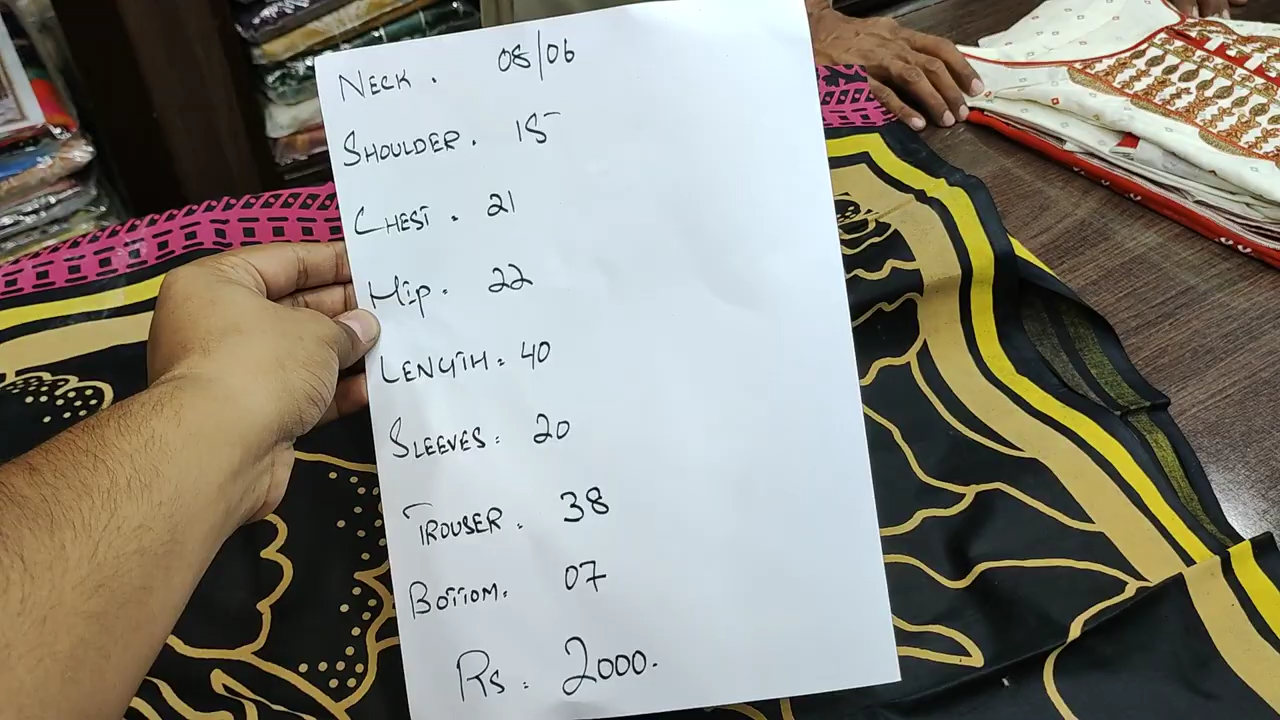 NECK. 08/06
SHOULDER. 15
CHEST. 21
Hip. 22
LENGTH: 40
SLEEVES: 20
TROUSER. 38
BOTTOM. 07
Rs. 2000.